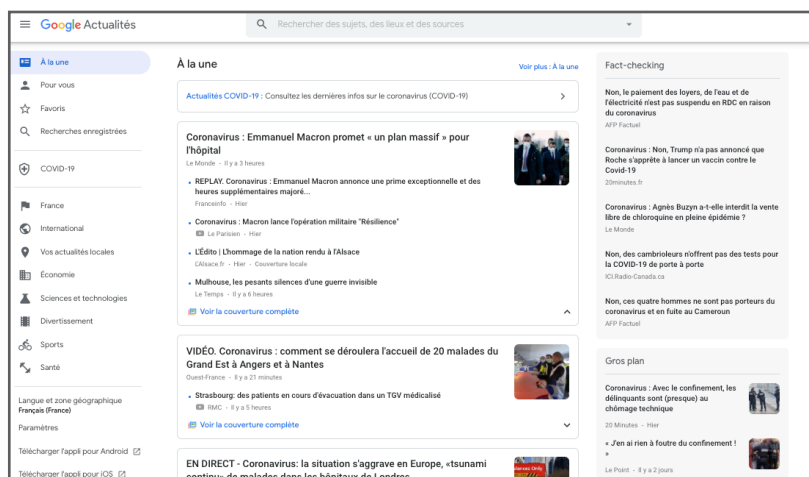 Google Actualités
Rechercher des sujets, des lieux et des sources
À la une
Pour vous
Favoris
Recherches enregistrées
COVID-19
France
International
Vos actualités locales
Économie
Sciences et technologies
Divertissement
Sports
Santé
Langue et zone géographique
Français (France)
Paramètres
Télécharger l'appli pour Android
Télécharger l'appli pour iOS
À la une
Voir plus : À la une
Actualités COVID-19 : Consultez les dernières infos sur le coronavirus (COVID-19)
Coronavirus : Emmanuel Macron promet « un plan massif » pour
l'hôpital
Le Monde - Il y a 3 heures
REPLAY. Coronavirus : Emmanuel Macron annonce une prime exceptionnelle et des
heures supplémentaires majoré...
Franceinfo - Hier
Coronavirus : Macron lance l'opération militaire "Résilience"
Le Parisien - Hier
L'Édito | L'hommage de la nation rendu à l'Alsace
L'Alsace.fr - Hier - Couverture locale
Mulhouse, les pesants silences d'une guerre invisible
Le Temps - Il y a 6 heures
Voir la couverture complète
VIDÉO. Coronavirus : comment se déroulera l'accueil de 20 malades du
Grand Est à Angers et à Nantes
Ouest-France - Il y a 21 minutes
Strasbourg: des patients en cours d'évacuation dans un TGV médicalisé
RMC - Il y a 5 heures
Voir la couverture complète
EN DIRECT - Coronavirus: la situation s'aggrave en Europe, «tsunami
continu» de malades dans les hôpitaux de Londres
Fact-checking
Non, le paiement des loyers, de l'eau et de
l'électricité n'est pas suspendu en RDC en raison
du coronavirus
AFP Factuel
Coronavirus : Non, Trump n'a pas annoncé que
Roche s'apprête à lancer un vaccin contre le
Covid-19
20minutes.fr
Coronavirus : Agnès Buzyn a-t-elle interdit la vente
libre de chloroquine en pleine épidémie ?
Le Monde
Non, des cambrioleurs n'offrent pas des tests pour
la COVID-19 de porte à porte
ICI.Radio-Canada.ca
Non, ces quatre hommes ne sont pas porteurs du
coronavirus et en fuite au Cameroun
AFP Factuel
Gros plan
Coronavirus : Avec le confinement, les
délinquants sont (presque) au
chômage technique
20 Minutes - Hier
« J'en ai rien à foutre du confinement !
»
Le Point - Il y a 2 jours